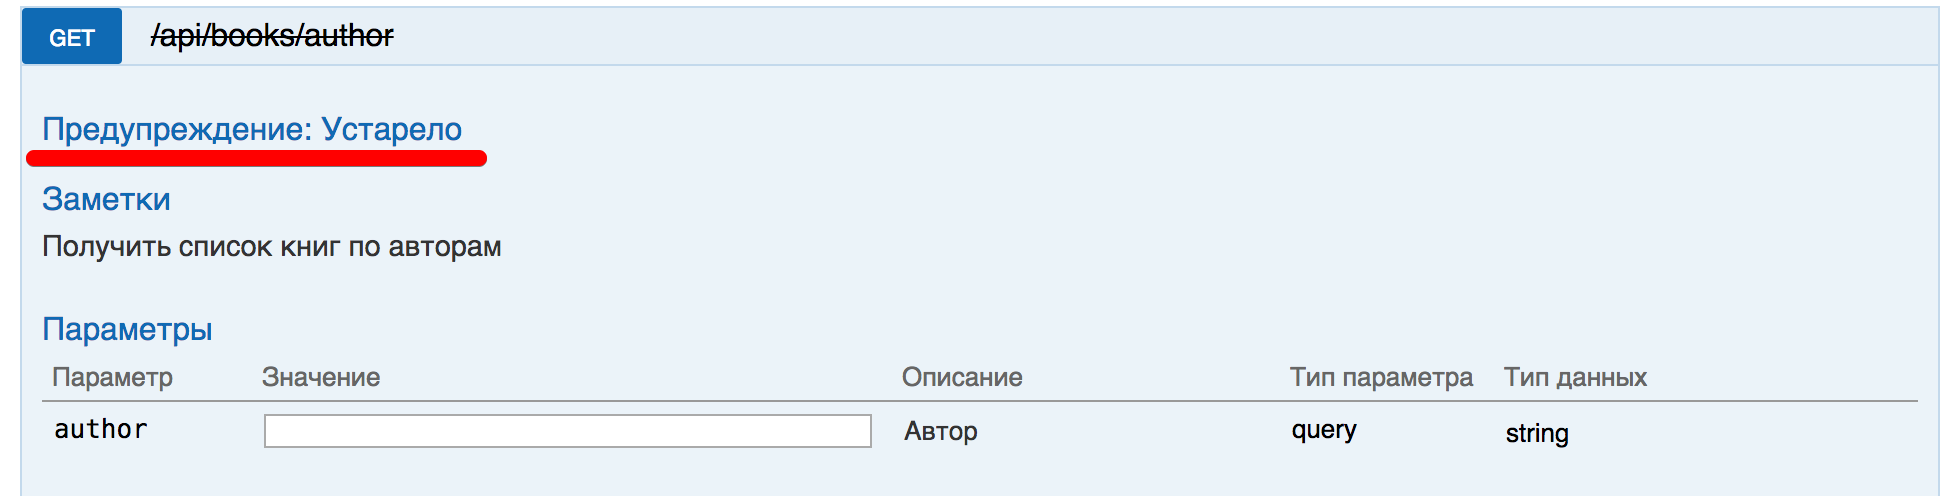 GET /api/books/author
Предупреждение: Устарело
Заметки
Получить список книг по авторам
Параметры
Параметр Значение Описание Тип параметра Тип данных
author Автор query string